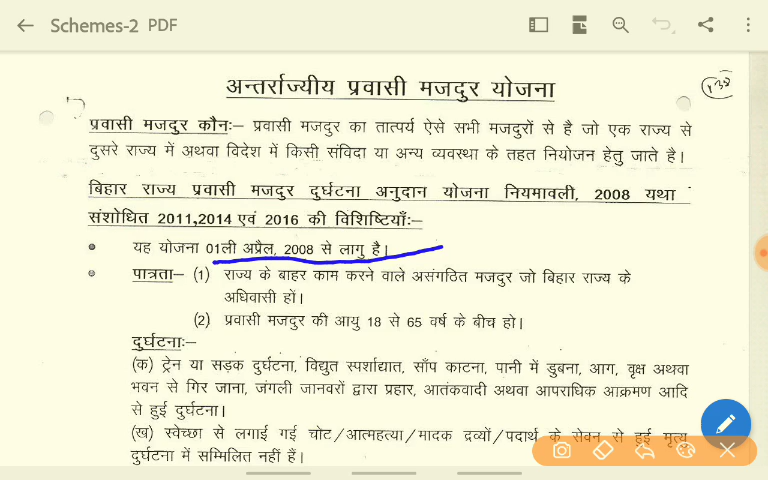 Schemes-2 PDF
अन्तर्राज्यीय प्रवासी मजदुर योजना
प्रवासी मजदुर कौनः– प्रवासी मजदुर का तात्पर्य ऐसे सभी मजदुरों से है जो एक राज्य से
दुसरे राज्य में अथवा विदेश में किसी संविदा या अन्य व्यवस्था के तहत नियोजन हेतु जाते है।
बिहार राज्य प्रवासी मजदुर दुर्घटना अनुदान योजना नियमावली, 2008 यथा
संशोधित 2011,2014 एवं 2016 की विशिष्टियाँः–
• यह योजना 01ली अप्रैल, 2008 से लागु है।
• पात्रता– (1) राज्य के बाहर काम करने वाले असंगठित मजदुर जो बिहार राज्य के
अधिवासी हों।
(2) प्रवासी मजदुर की आयु 18 से 65 वर्ष के बीच हो।
दुर्घटनाः–
(क) ट्रेन या सड़क दुर्घटना, विद्युत स्पर्शाघात, साँप काटना, पानी में डुबना, आग, वृक्ष अथवा
भवन से गिर जाना, जंगली जानवरों द्वारा प्रहार, आतंकवादी अथवा आपराधिक आक्रमण आदि
से हुई दुर्घटना।
(ख) स्वेच्छा से लगाई गई चोट/आत्महत्या/मादक द्रव्यों/पदार्थ के सेवन से हुई मृत्यु
दुर्घटना में सम्मिलित नहीं हैं।